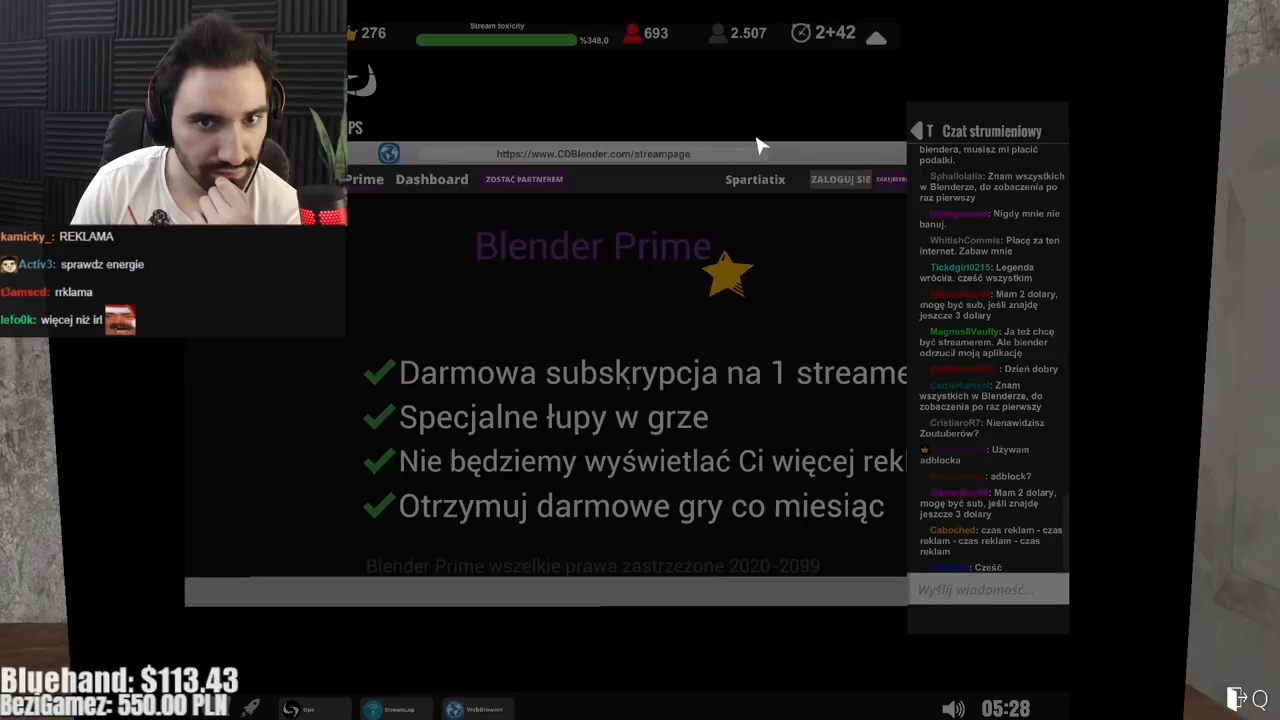 276
Stream toxicity
%348,0
693
2.507
2+42
PS
https://www.CDBlender.com/streampage
Prime
Dashboard
ZOSTAĆ PARTNEREM
Spartiatix
ZALOGUJ SIĘ
Blender Prime
Darmowa subskrypcja na 1 streame
Specjalne łupy w grze
Nie będziemy wyświetlać Ci więcej rek
Otrzymuj darmowe gry co miesiąc
Blender Prime wszelkie prawa zastrzeżone 2020-2099
kamicky_: REKLAMA
Activ3: sprawdz energie
t3amscd: rrklama
lefo0k: więcej niż irl
T Czat strumieniowy
blendera, musisz mi płacić
podatki.
Sphallolalia: Znam wszystkich
w Blenderze, do zobaczenia po
raz pierwszy
: Nigdy mnie nie
banuj.
WhitishCommis: Płacę za ten
internet. Zabaw mnie
Tickdgirl0215: Legenda
wróciła. cześć wszystkim
: Mam 2 dolary,
mogę być sub, jeśli znajdę
jeszcze 3 dolary
Magnus8Vaulty: Ja też chcę
być streamerem. Ale blender
odrzucił moją aplikację
: Dzień dobry
: Znam
wszystkich w Blenderze, do
zobaczenia po raz pierwszy
CristiaroR7: Nienawidzisz
Zoutuberów?
: Używam
adblocka
: adblock?
: Mam 2 dolary,
mogę być sub, jeśli znajdę
jeszcze 3 dolary
Caboched: czas reklam - czas
reklam - czas reklam - czas
reklam
: Cześć
Wyślij wiadomość...
Bluehand: $113.43
BeziGamez: 550.00 PLN
Ops
StreamLap
WebBrowser
05:28
Q